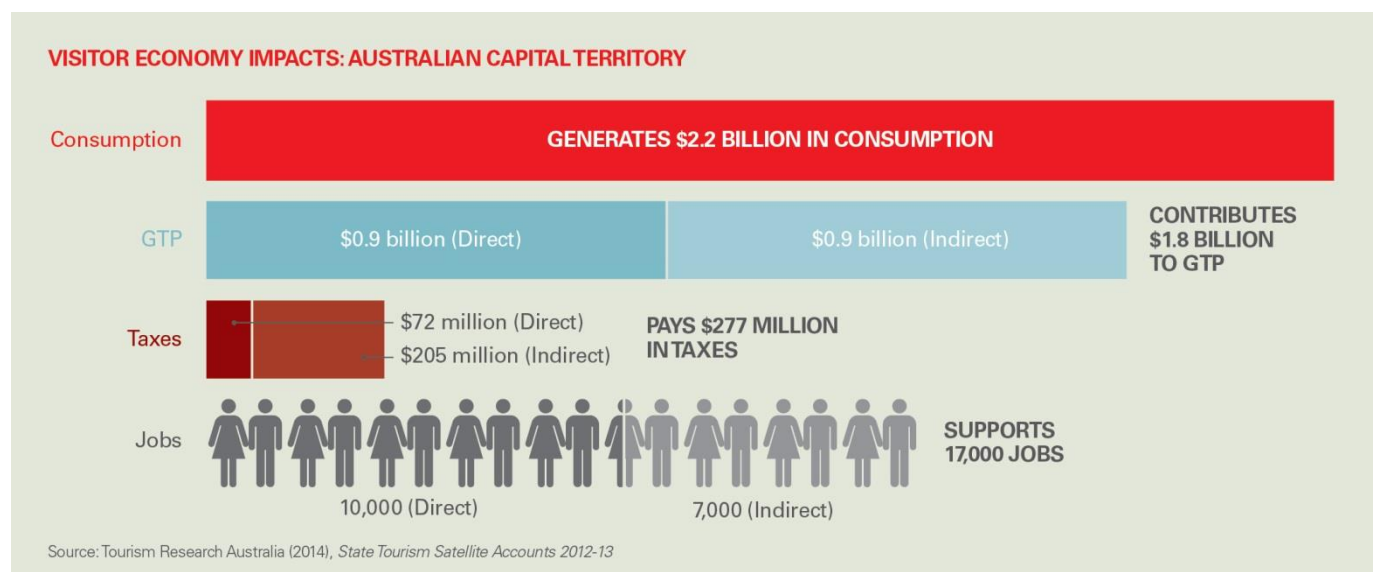 VISITOR ECONOMY IMPACTS: AUSTRALIAN CAPITAL TERRITORY
Consumption
GENERATES $2.2 BILLION IN CONSUMPTION
GTP
$0.9 billion (Direct)
$0.9 billion (Indirect)
CONTRIBUTES
$1.8 BILLION
TO GTP
Taxes
$72 million (Direct)
$205 million (Indirect)
PAYS $277 MILLION
IN TAXES
Jobs
10,000 (Direct)
7,000 (Indirect)
SUPPORTS
17,000 JOBS
Source: Tourism Research Australia (2014), State Tourism Satellite Accounts 2012-13